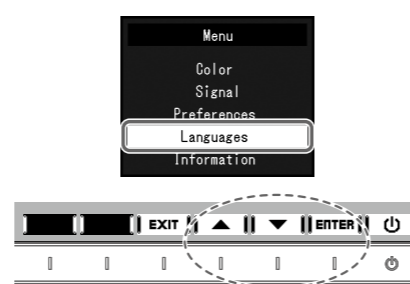 Menu
Color
Signal
Preferences
Languages
Information
EXIT ▲ ▼ ENTER